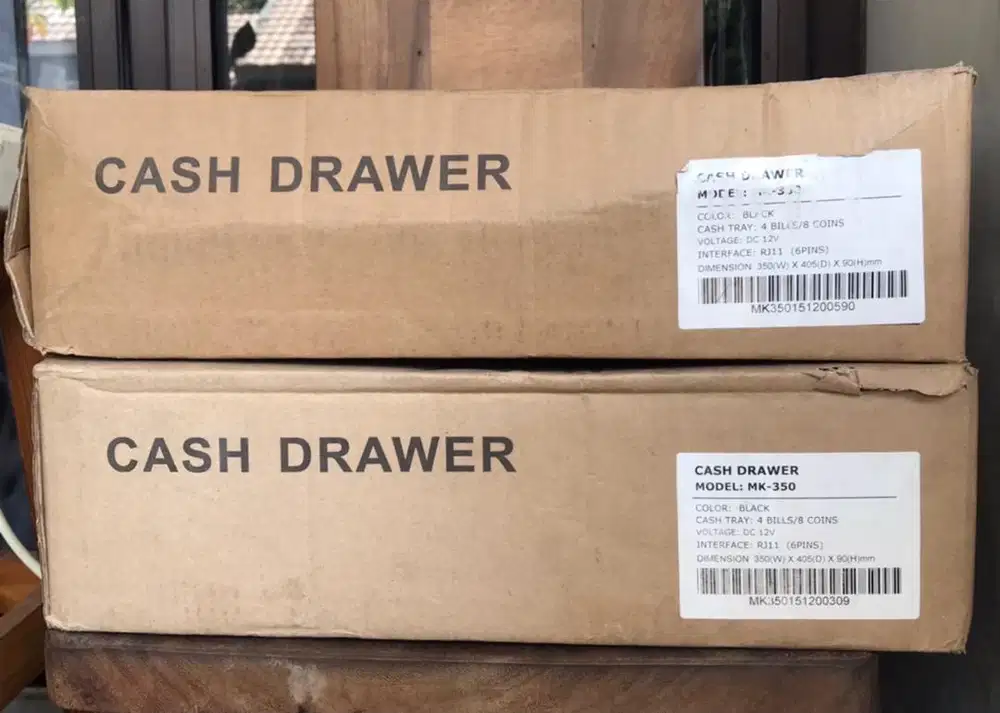 CASH DRAWER
CASH DRAWER
MODEL: MK-350
COLOR: BLACK
CASH TRAY: 4 BILLS/8 COINS
VOLTAGE: DC 12V
INTERFACE: RJ11 (6PINS)
DIMENSION 350(W) X 405(D) X 90(H)mm
MK350151200590
CASH DRAWER
CASH DRAWER
MODEL: MK-350
COLOR: BLACK
CASH TRAY: 4 BILLS/8 COINS
VOLTAGE: DC 12V
INTERFACE: RJ11 (6PINS)
DIMENSION 350(W) X 405(D) X 90(H)mm
MK350151200309